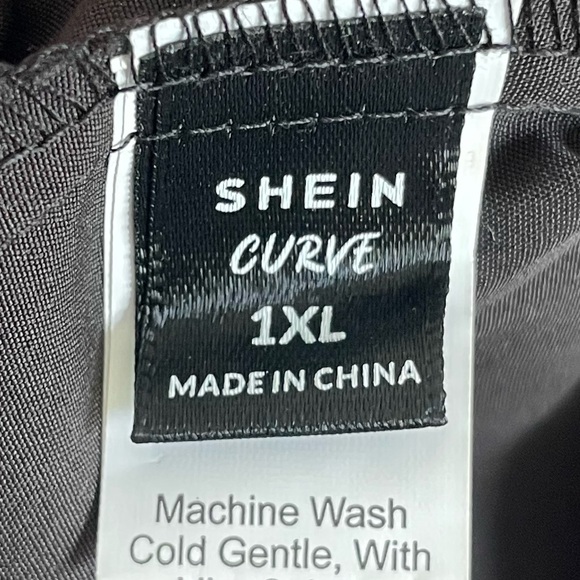 SHEIN
CURVE
1XL
MADE IN CHINA
Machine Wash
Cold Gentle, With